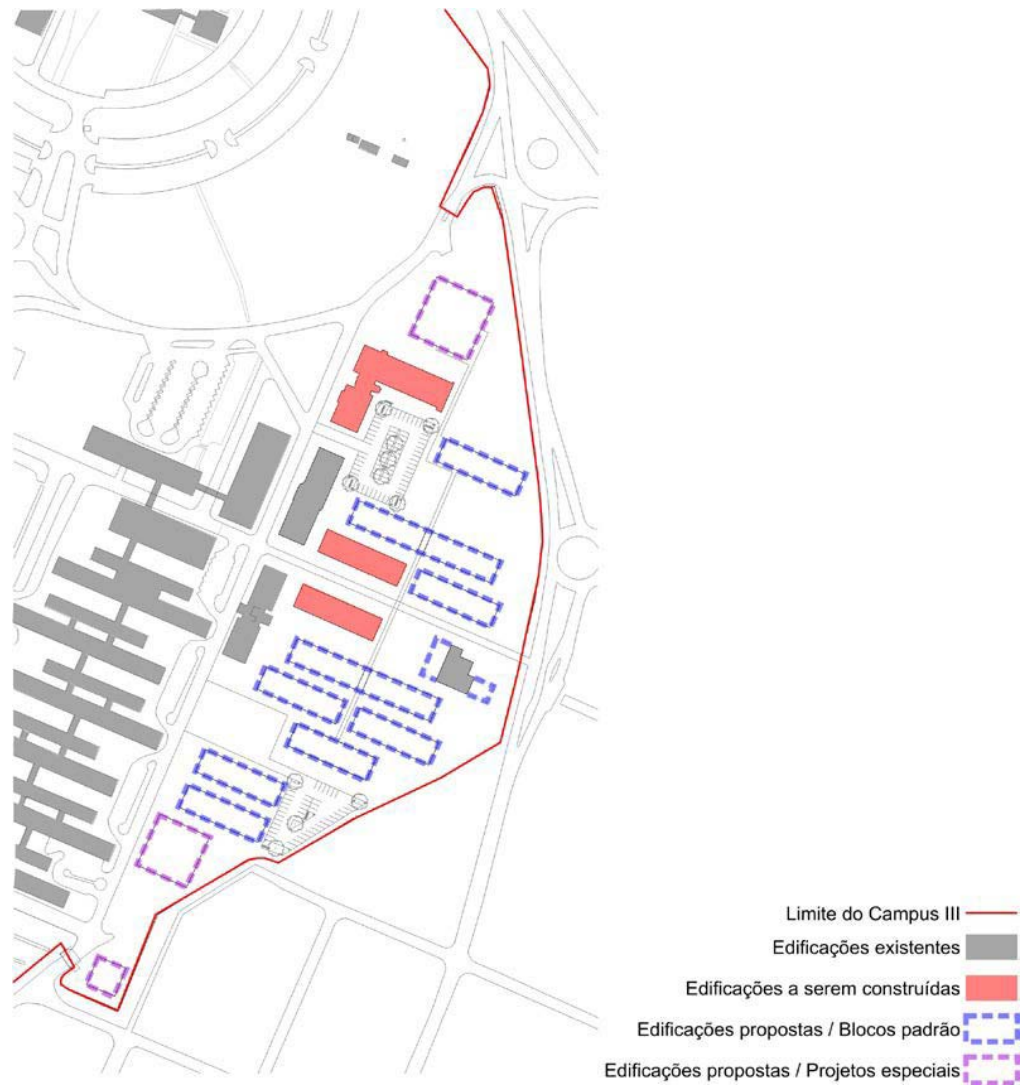 Limite do Campus III
Edificações existentes
Edificações a serem construídas
Edificações propostas / Blocos padrão
Edificações propostas / Projetos especiais